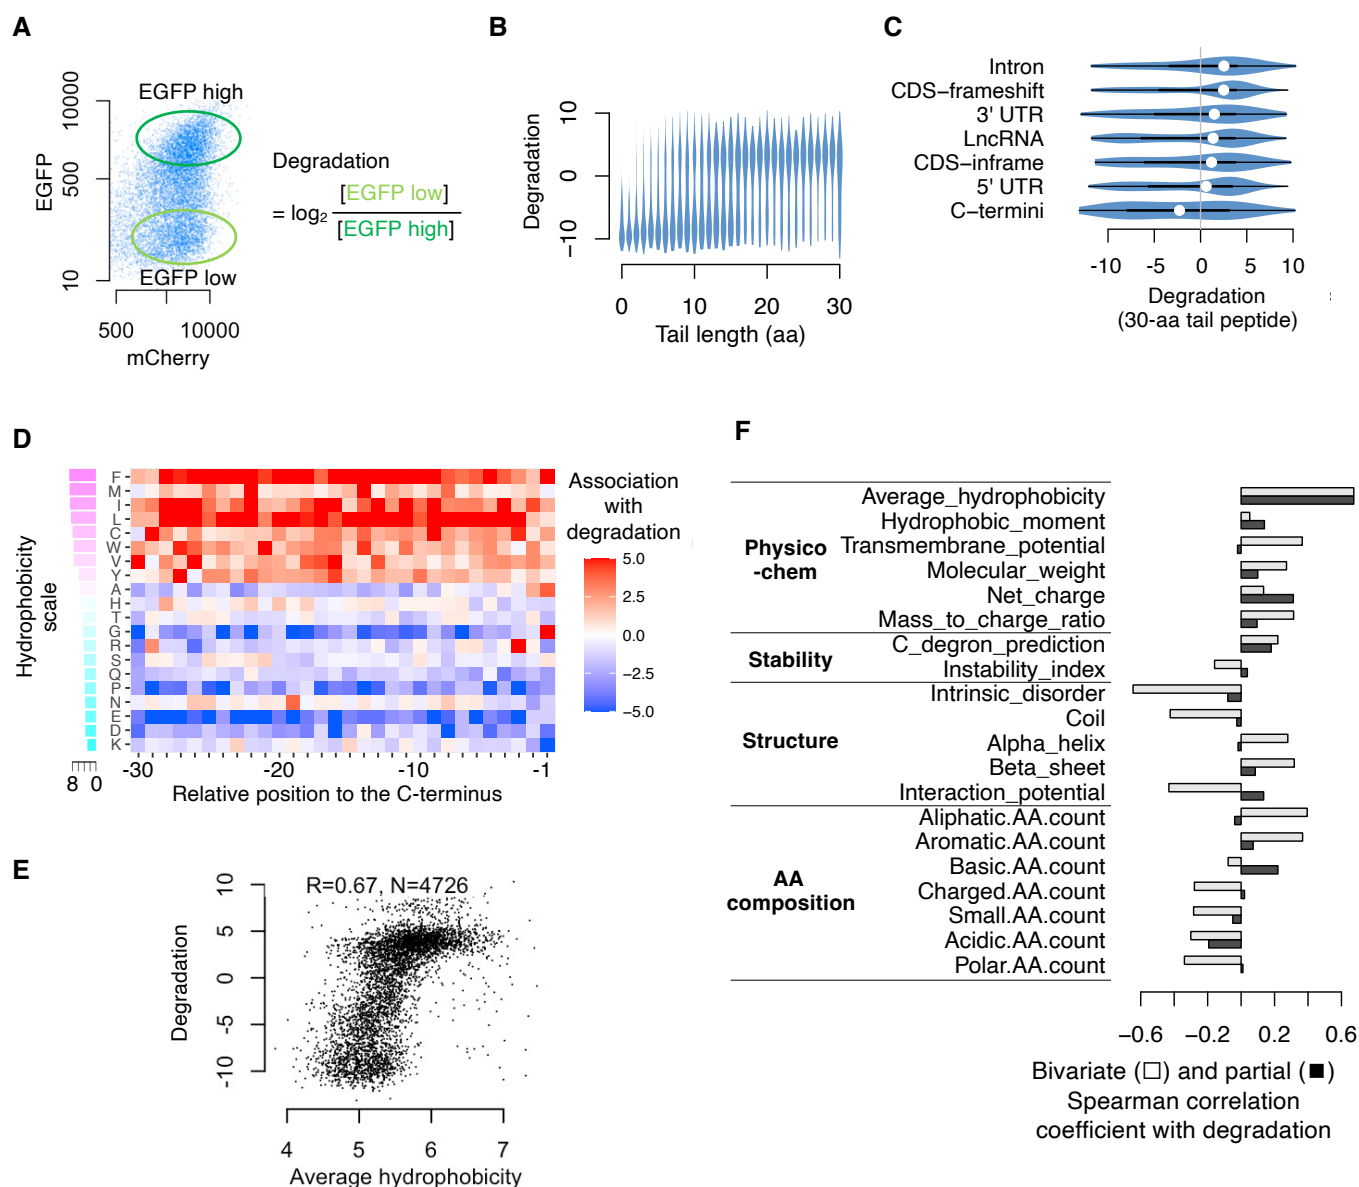 A
EGFP high
10000
500
10
EGFP
EGFP low
500 10000
mCherry
Degradation
= log₂ [EGFP low]
[EGFP high]
B
Degradation
10
0
−10
0 10 20 30
Tail length (aa)
C
Intron
CDS−frameshift
3' UTR
LncRNA
CDS−inframe
5' UTR
C−termini
-10 -5 0 5 10
Degradation
(30-aa tail peptide)
D
Hydrophobicity
scale
F
M
I
L
C
W
V
Y
A
H
T
G
R
S
Q
P
N
E
D
K
8 0
-30 -20 -10 -1
Relative position to the C-terminus
Association
with
degradation
5.0
2.5
0.0
−2.5
−5.0
E
R=0.67, N=4726
Degradation
10
5
0
-5
-10
4 5 6 7
Average hydrophobicity
F
Physico
-chem
Average_hydrophobicity
Hydrophobic_moment
Transmembrane_potential
Molecular_weight
Net_charge
Mass_to_charge_ratio
Stability
C_degron_prediction
Instability_index
Structure
Intrinsic_disorder
Coil
Alpha_helix
Beta_sheet
Interaction_potential
AA
composition
Aliphatic.AA.count
Aromatic.AA.count
Basic.AA.count
Charged.AA.count
Small.AA.count
Acidic.AA.count
Polar.AA.count
−0.6 −0.2 0.2 0.6
Bivariate (□) and partial (■)
Spearman correlation
coefficient with degradation